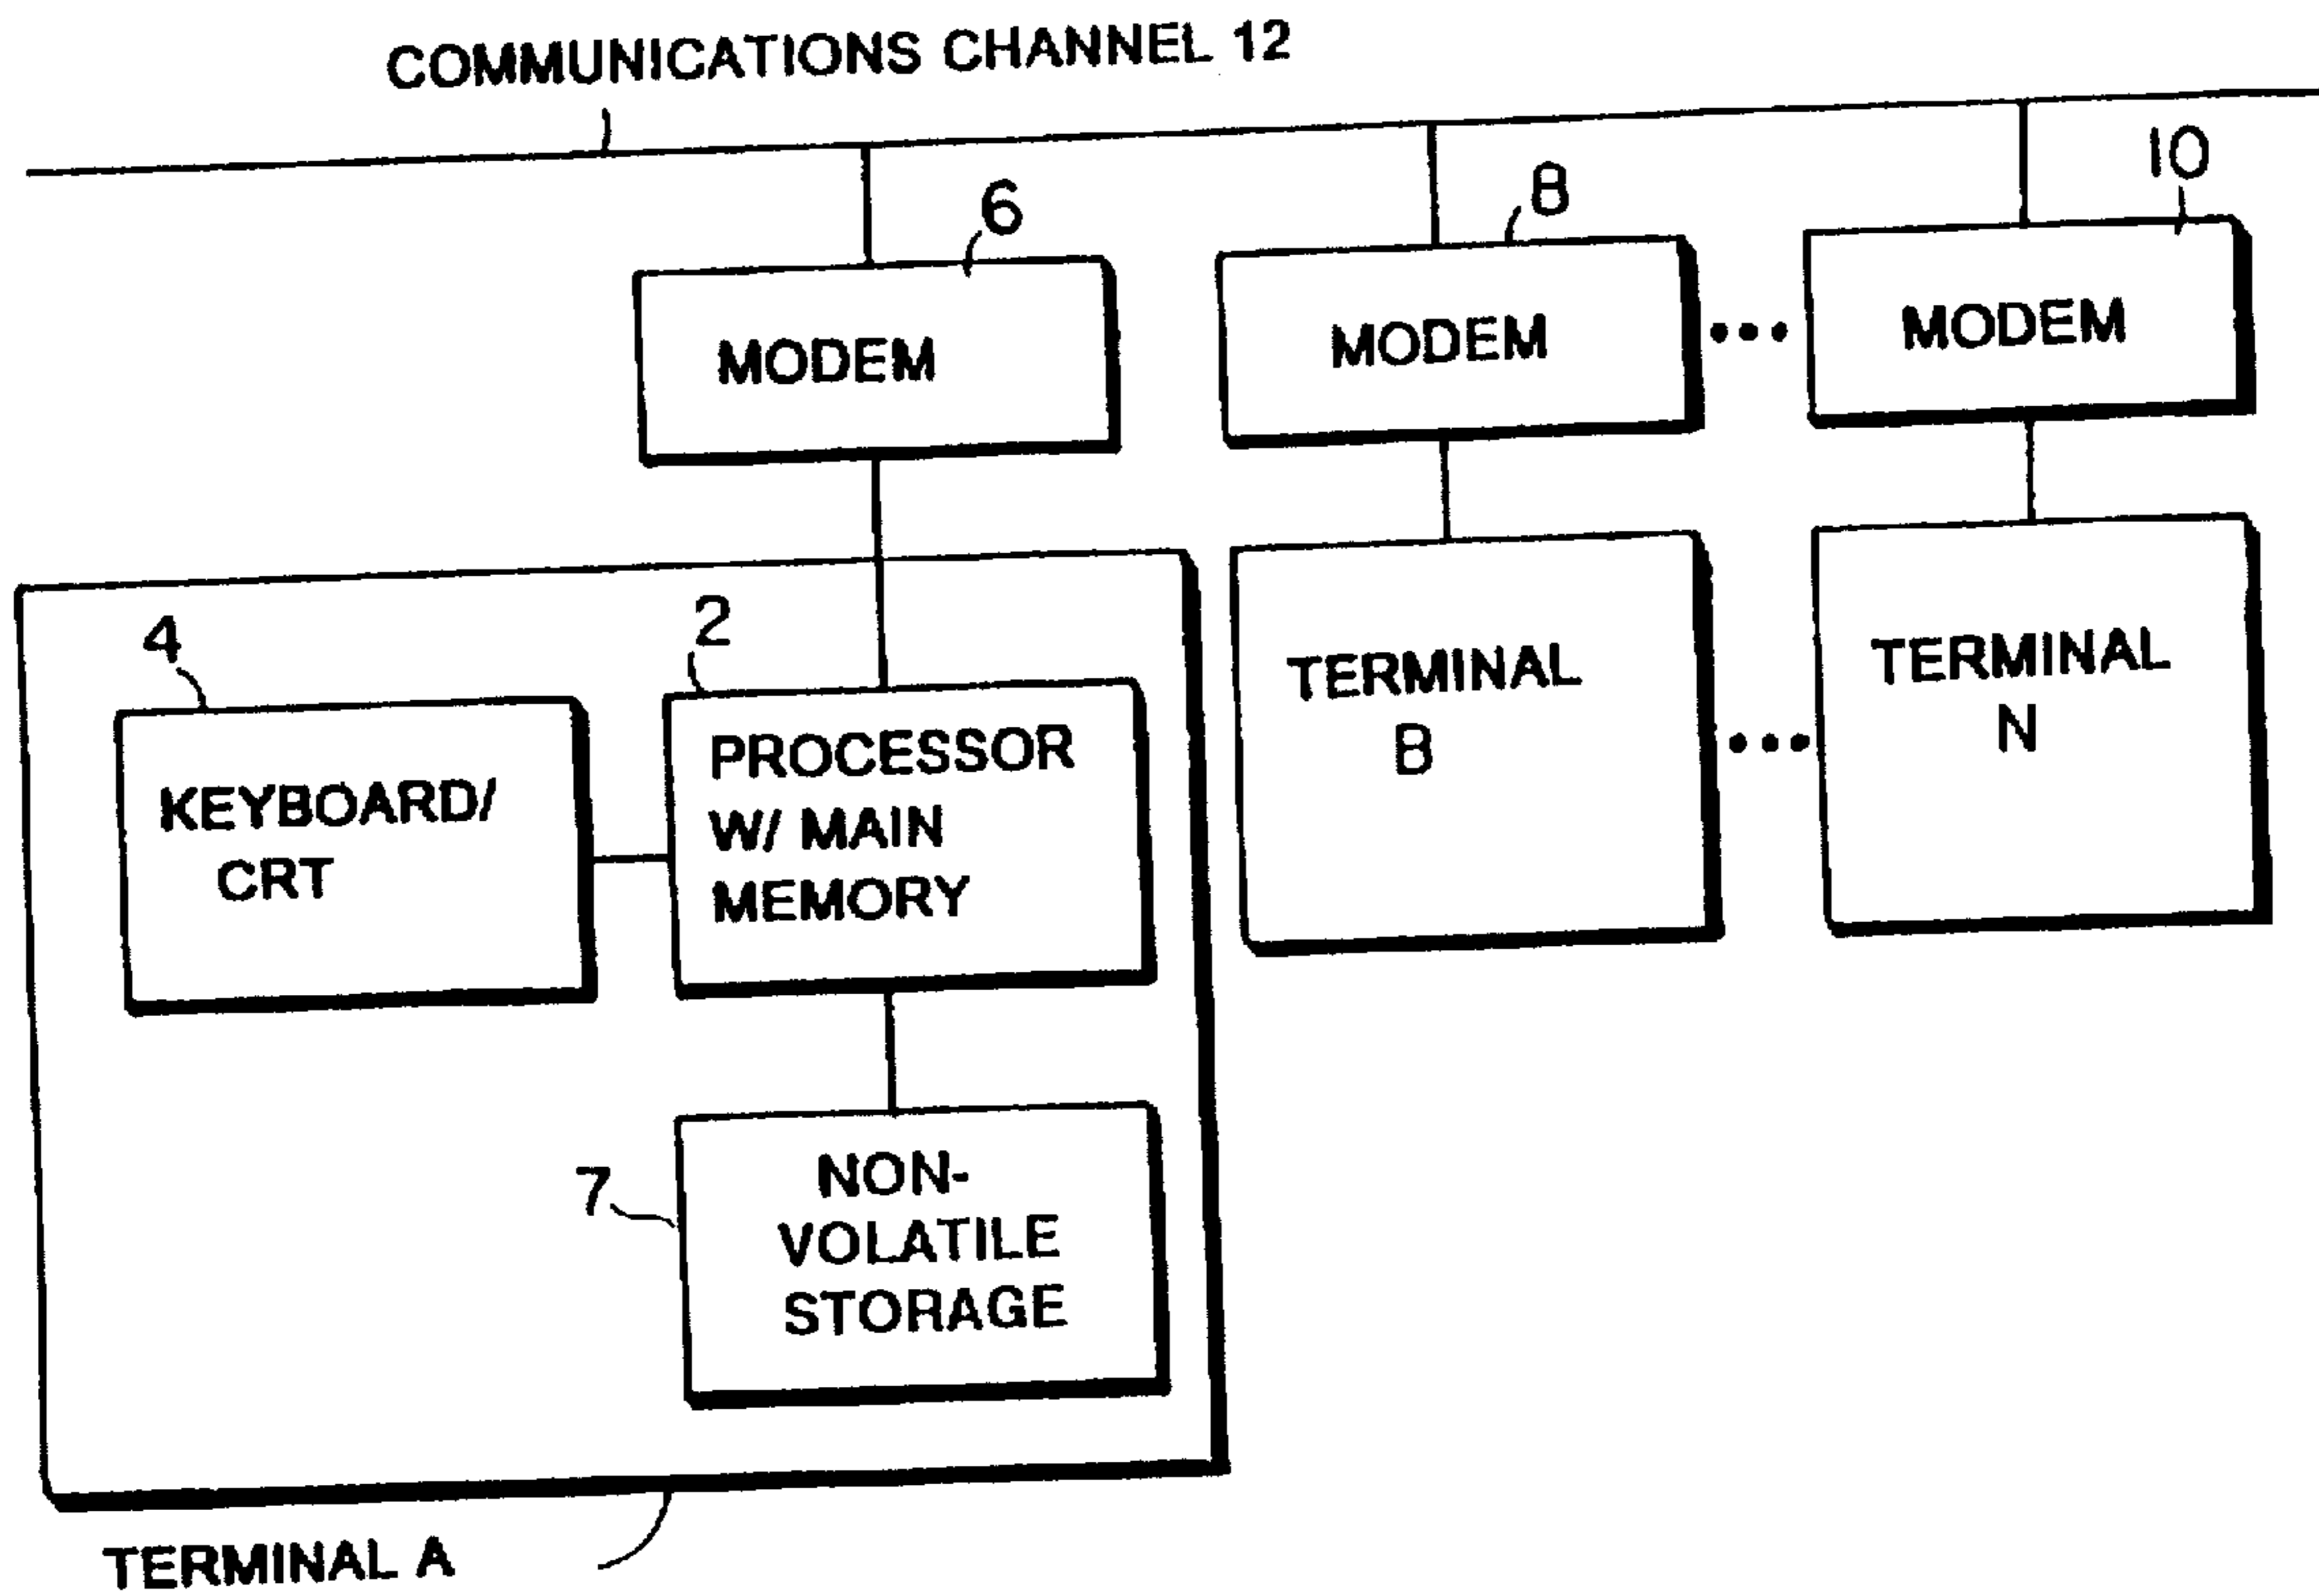 COMMUNICATIONS CHANNEL 12
6
8
10
MODEM
MODEM
•••
MODEM
4
2
KEYBOARD/
CRT
PROCESSOR
W/ MAIN
MEMORY
TERMINAL
B
•••
TERMINAL
N
7
NON-
VOLATILE
STORAGE
TERMINAL A